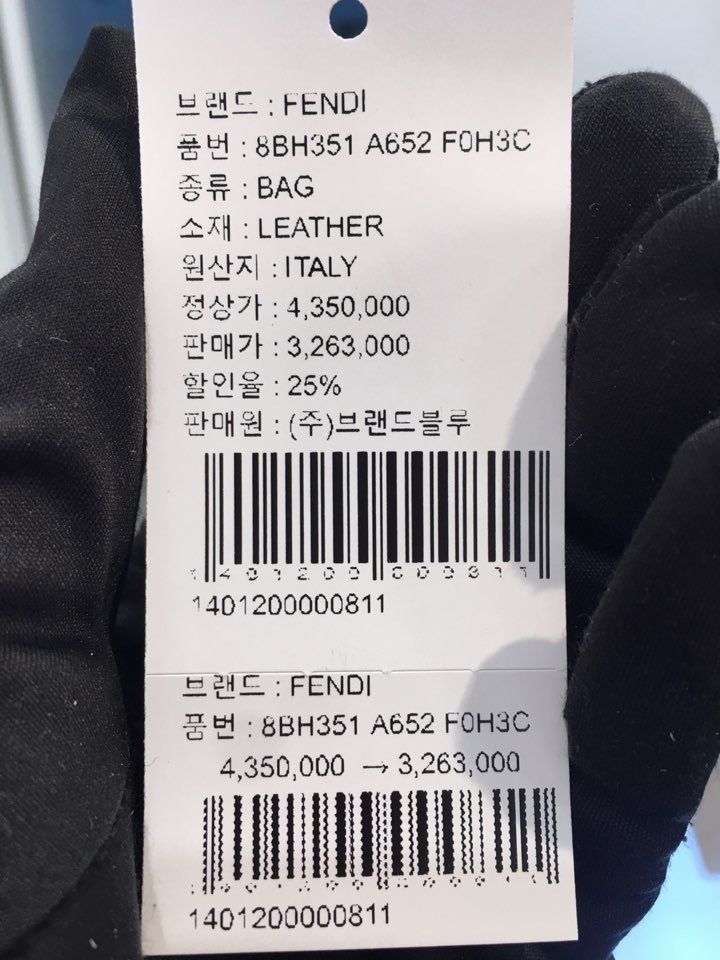 브랜드 : FENDI
품번 : 8BH351 A652 F0H3C
종류 : BAG
소재 : LEATHER
원산지 : ITALY
정상가 : 4,350,000
판매가 : 3,263,000
할인율 : 25%
판매원 : (주)브랜드블루
1401200000811
브랜드 : FENDI
품번 : 8BH351 A652 F0H3C
4,350,000 → 3,263,000
1401200000811